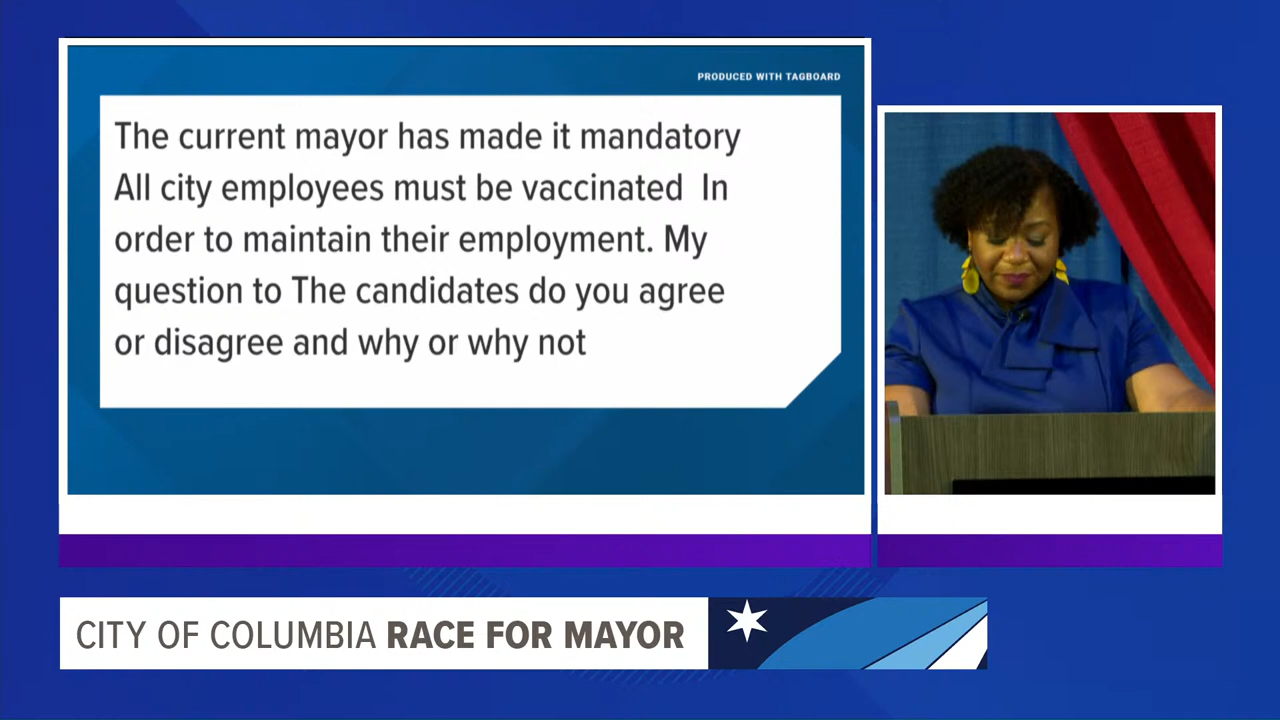 PRODUCED WITH TAGBOARD
The current mayor has made it mandatory
All city employees must be vaccinated  In
order to maintain their employment. My
question to The candidates do you agree
or disagree and why or why not
CITY OF COLUMBIA RACE FOR MAYOR